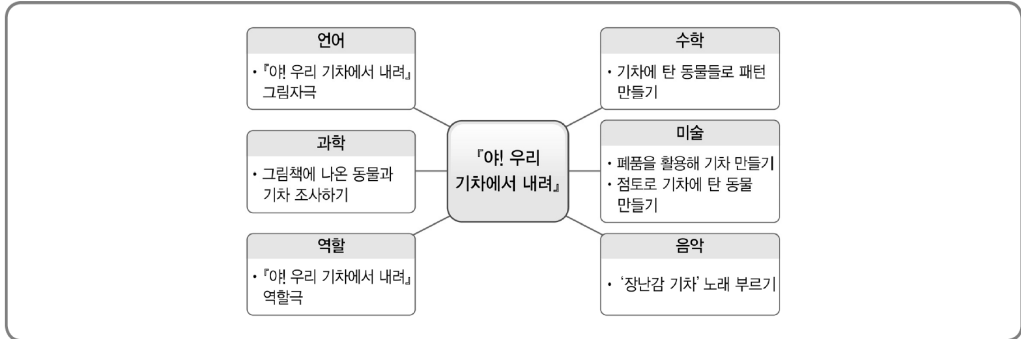 언어
• 『야! 우리 기차에서 내려』
그림자극
과학
• 그림책에 나온 동물과
기차 조사하기
역할
• 『야! 우리 기차에서 내려』
역할극
『야! 우리
기차에서 내려』
수학
• 기차에 탄 동물들로 패턴
만들기
미술
• 폐품을 활용해 기차 만들기
• 점토로 기차에 탄 동물
만들기
음악
• ‘장난감 기차’ 노래 부르기